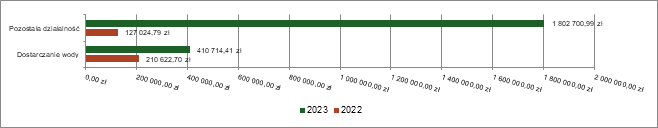 Pozostała działalność
1 802 700,99 zł
127 024,79 zł
Dostarczanie wody
410 714,41 zł
210 622,70 zł
0,00 zł
200 000,00 zł
400 000,00 zł
600 000,00 zł
800 000,00 zł
1 000 000,00 zł
1 200 000,00 zł
1 400 000,00 zł
1 600 000,00 zł
1 800 000,00 zł
2 000 000,00 zł
2023 2022